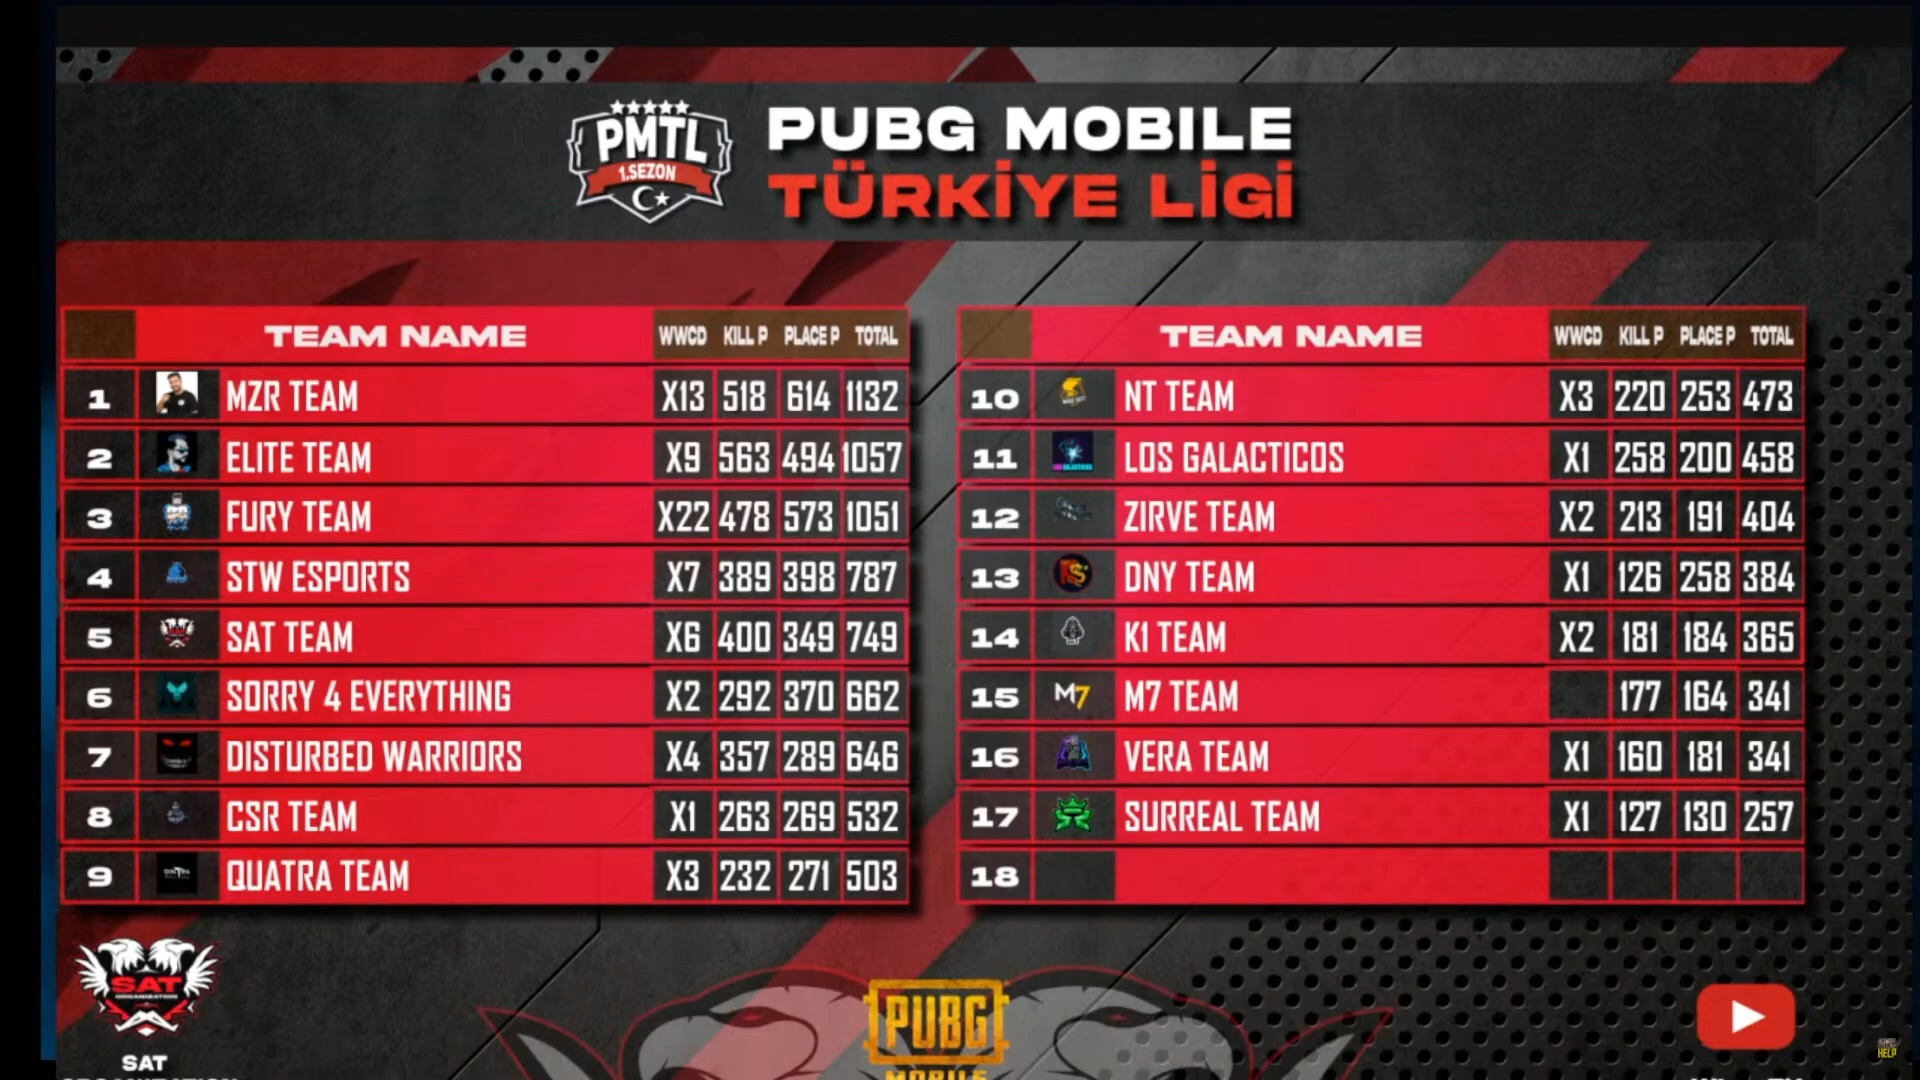 PMTL
1.SEZON
PUBG MOBILE
TÜRKİYE LİGİ
TEAM NAME WWCD KILL P PLACE P TOTAL
1 MZR TEAM X13 518 614 1132
2 ELITE TEAM X9 563 494 1057
3 FURY TEAM X22 478 573 1051
4 STW ESPORTS X7 389 398 787
5 SAT TEAM X6 400 349 749
6 SORRY 4 EVERYTHING X2 292 370 662
7 DISTURBED WARRIORS X4 357 289 646
8 CSR TEAM X1 263 269 532
9 QUATRA TEAM X3 232 271 503
TEAM NAME WWCD KILL P PLACE P TOTAL
10 NT TEAM X3 220 253 473
11 LOS GALACTICOS X1 258 200 458
12 ZIRVE TEAM X2 213 191 404
13 DNY TEAM X1 126 258 384
14 K1 TEAM X2 181 184 365
15 M7 M7 TEAM 177 164 341
16 VERA TEAM X1 160 181 341
17 SURREAL TEAM X1 127 130 257
18
SAT
ORGANIZATION
SAT
ORGANIZATION
PUBG
MOBILE
HELP